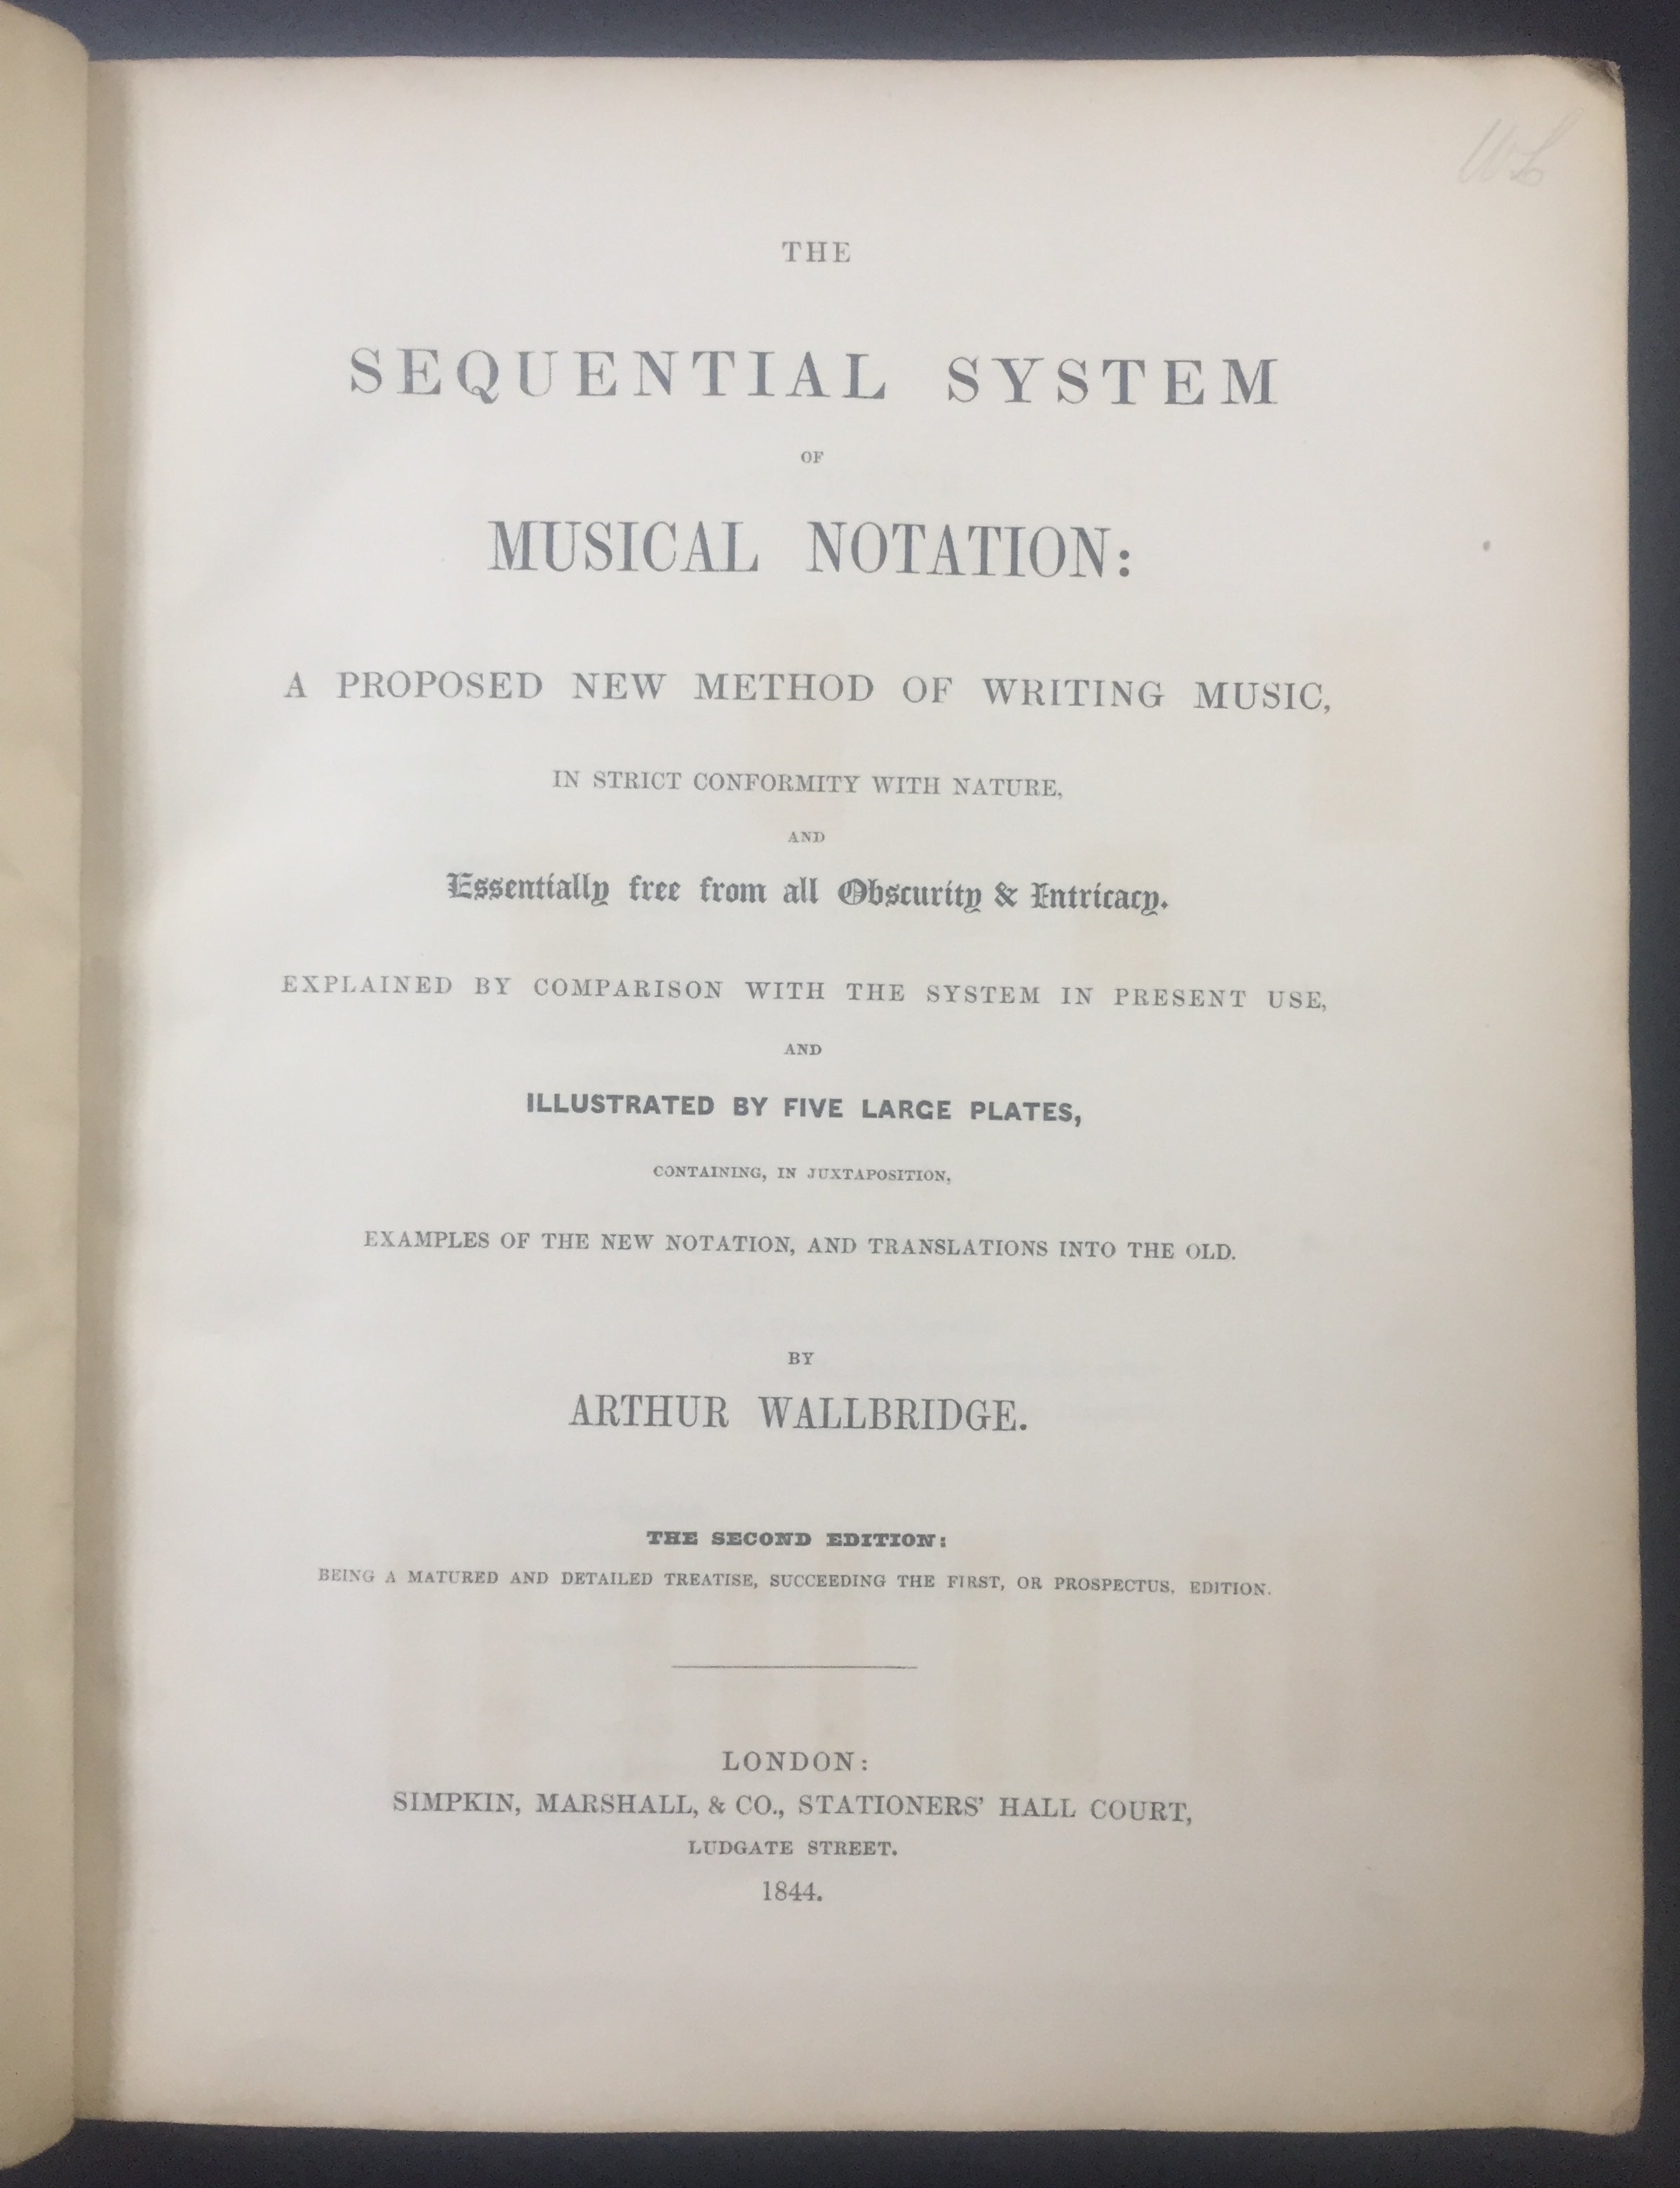 THE
SEQUENTIAL SYSTEM
OF
MUSICAL NOTATION:
A PROPOSED NEW METHOD OF WRITING MUSIC,
IN STRICT CONFORMITY WITH NATURE,
AND
Essentially free from all Obscurity & Intricacy.
EXPLAINED BY COMPARISON WITH THE SYSTEM IN PRESENT USE,
AND
ILLUSTRATED BY FIVE LARGE PLATES,
CONTAINING, IN JUXTAPOSITION,
EXAMPLES OF THE NEW NOTATION, AND TRANSLATIONS INTO THE OLD.
BY
ARTHUR WALLBRIDGE.
THE SECOND EDITION:
BEING A MATURED AND DETAILED TREATISE, SUCCEEDING THE FIRST, OR PROSPECTUS, EDITION.
LONDON:
SIMPKIN, MARSHALL, & CO., STATIONERS' HALL COURT,
LUDGATE STREET.
1844.